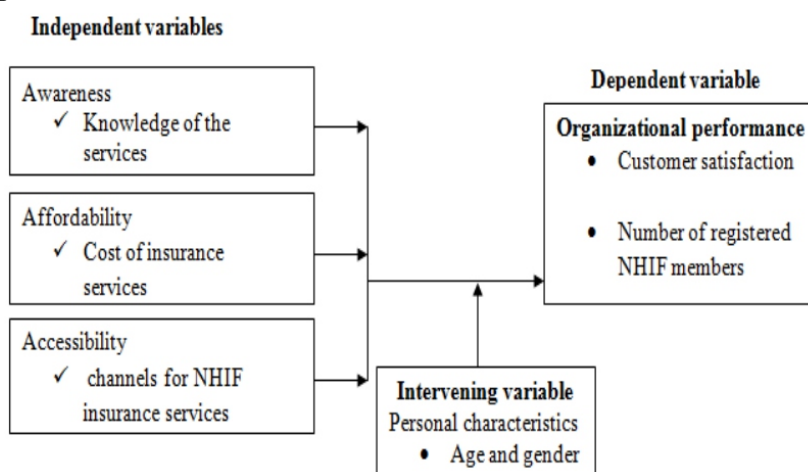 Independent variables
Awareness
✓ Knowledge of the
services
Affordability
✓ Cost of insurance
services
Accessibility
✓ channels for NHIF
insurance services
Dependent variable
Organizational performance
• Customer satisfaction
• Number of registered
NHIF members
Intervening variable
Personal characteristics
• Age and gender